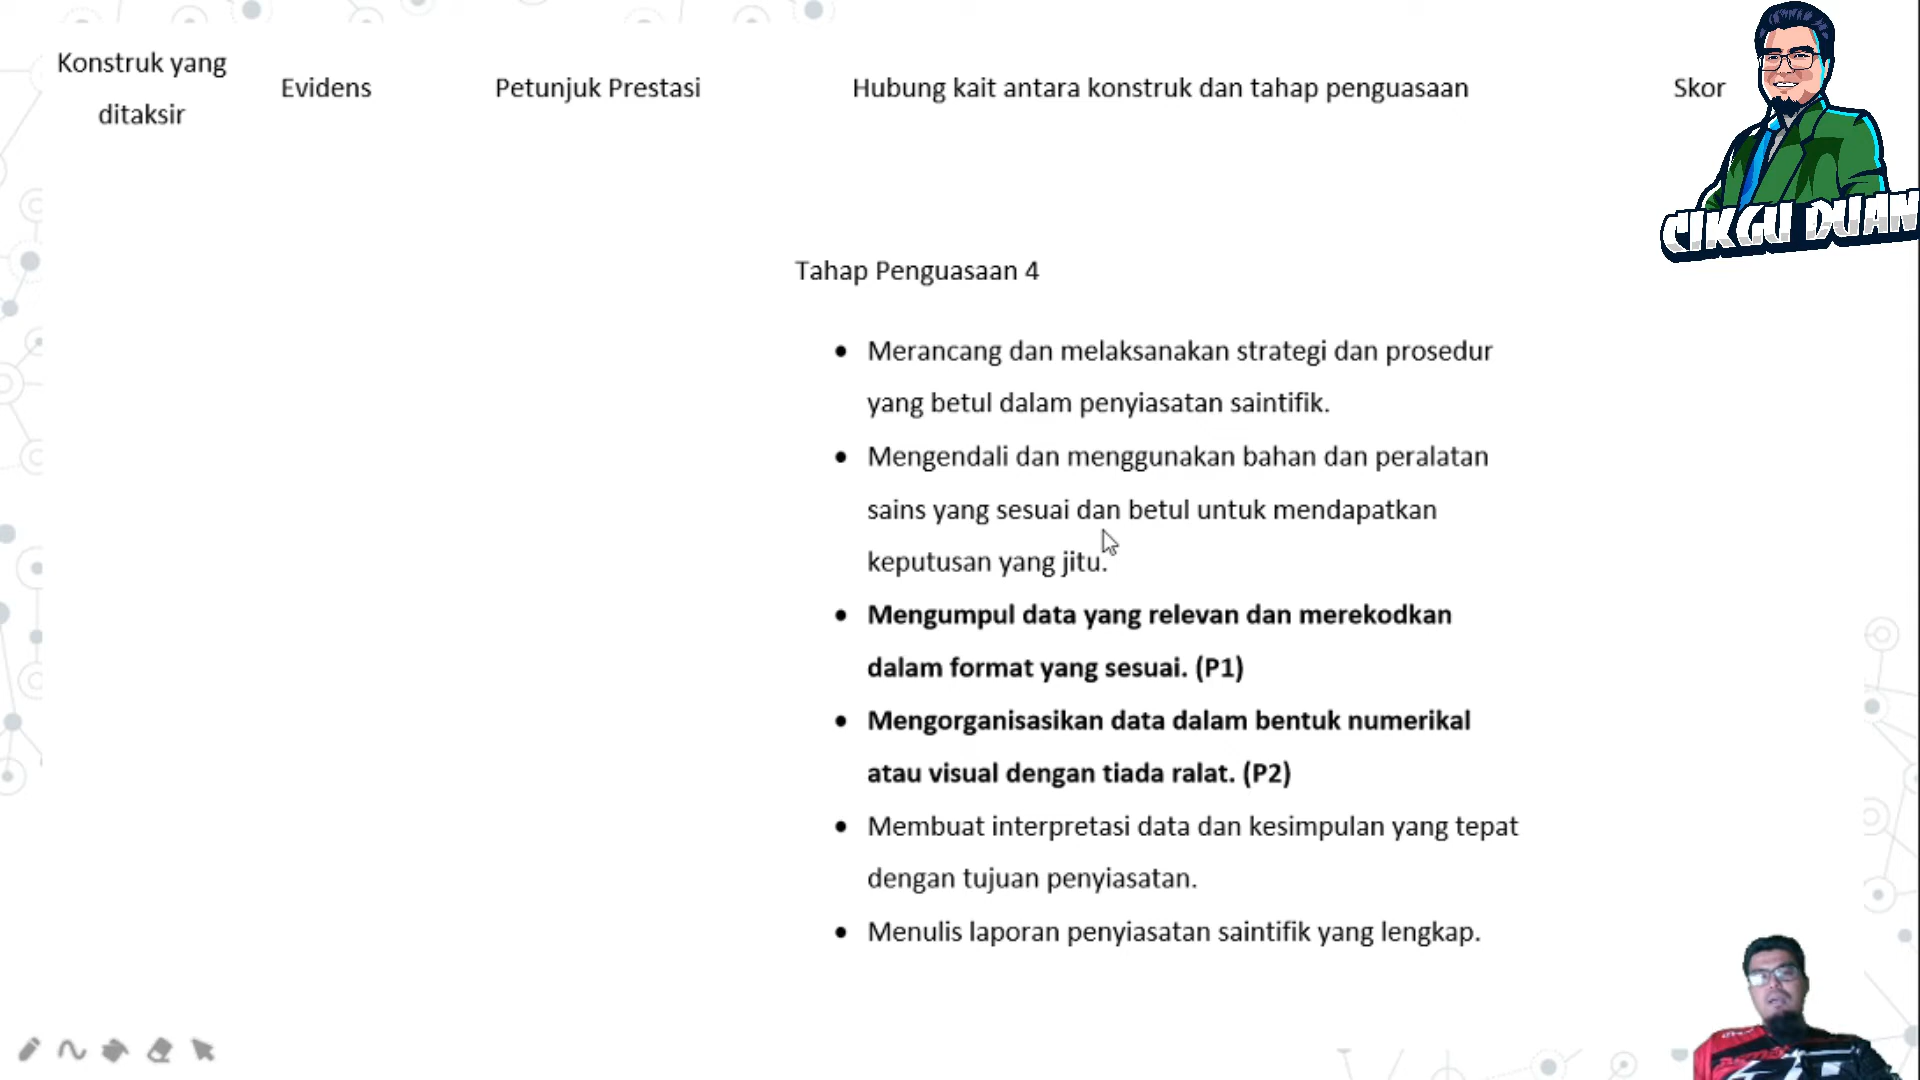 Konstruk yang
ditaksir
Evidens
Petunjuk Prestasi
Hubung kait antara konstruk dan tahap penguasaan
Skor
CIKGU DUAN
Tahap Penguasaan 4
• Merancang dan melaksanakan strategi dan prosedur
yang betul dalam penyiasatan saintifik.
• Mengendali dan menggunakan bahan dan peralatan
sains yang sesuai dan betul untuk mendapatkan
keputusan yang jitu.
• Mengumpul data yang relevan dan merekodkan
dalam format yang sesuai. (P1)
• Mengorganisasikan data dalam bentuk numerikal
atau visual dengan tiada ralat. (P2)
• Membuat interpretasi data dan kesimpulan yang tepat
dengan tujuan penyiasatan.
• Menulis laporan penyiasatan saintifik yang lengkap.